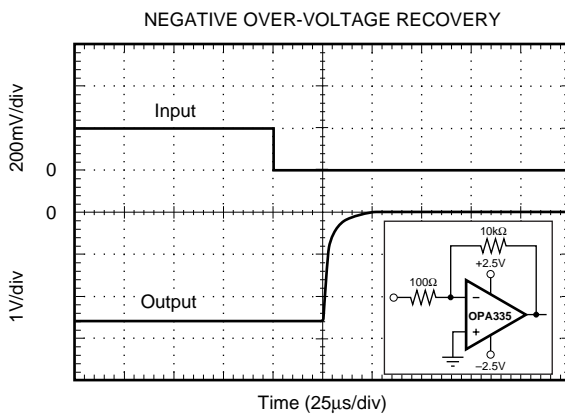 NEGATIVE OVER-VOLTAGE RECOVERY
200mV/div
Input
0
0
1V/div
Output
10kΩ
+2.5V
100Ω
−
OPA335
+
−2.5V
Time (25µs/div)